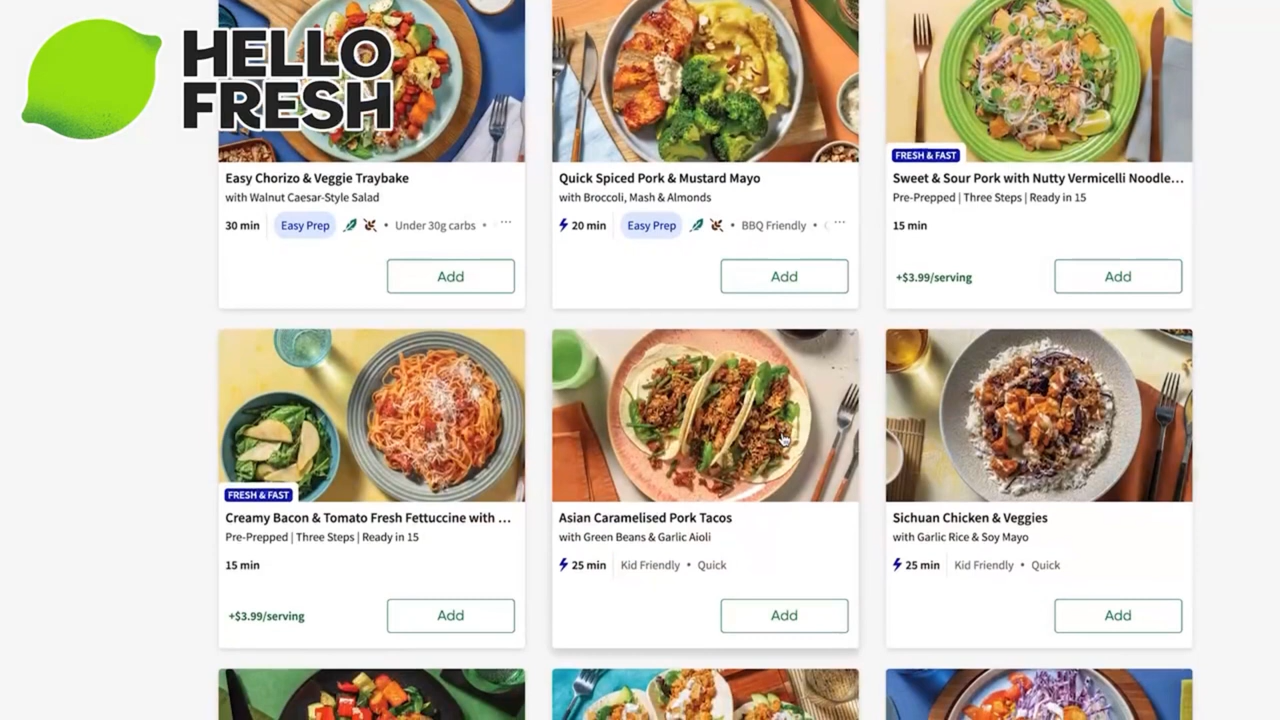 HELLO
FRESH
Easy Chorizo & Veggie Traybake
with Walnut Caesar-Style Salad
30 min Easy Prep • Under 30g carbs • ...
Add
Quick Spiced Pork & Mustard Mayo
with Broccoli, Mash & Almonds
20 min Easy Prep • BBQ Friendly • ...
Add
FRESH & FAST
Sweet & Sour Pork with Nutty Vermicelli Noodle...
Pre-Prepped | Three Steps | Ready in 15
15 min
+$3.99/serving Add
FRESH & FAST
Creamy Bacon & Tomato Fresh Fettuccine with ...
Pre-Prepped | Three Steps | Ready in 15
15 min
+$3.99/serving Add
Asian Caramelised Pork Tacos
with Green Beans & Garlic Aioli
25 min Kid Friendly • Quick
Add
Sichuan Chicken & Veggies
with Garlic Rice & Soy Mayo
25 min Kid Friendly • Quick
Add